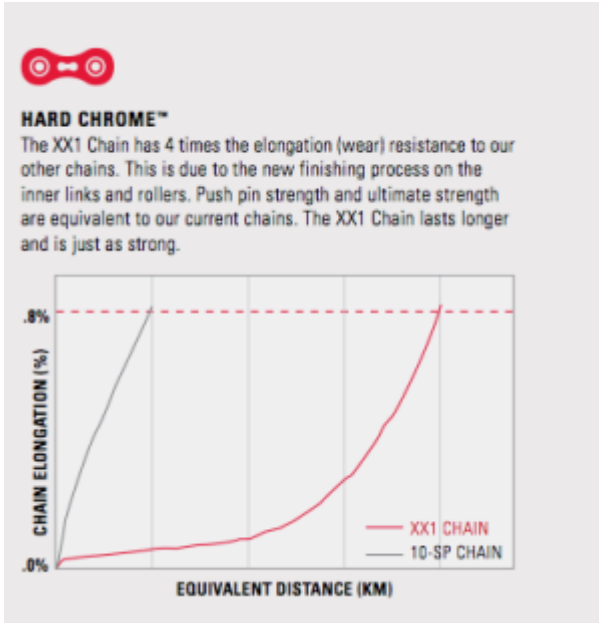 HARD CHROME™
The XX1 Chain has 4 times the elongation (wear) resistance to our
other chains. This is due to the new finishing process on the
inner links and rollers. Push pin strength and ultimate strength
are equivalent to our current chains. The XX1 Chain lasts longer
and is just as strong.
.8%
CHAIN ELONGATION (%)
XX1 CHAIN
10-SP CHAIN
.0%
EQUIVALENT DISTANCE (KM)